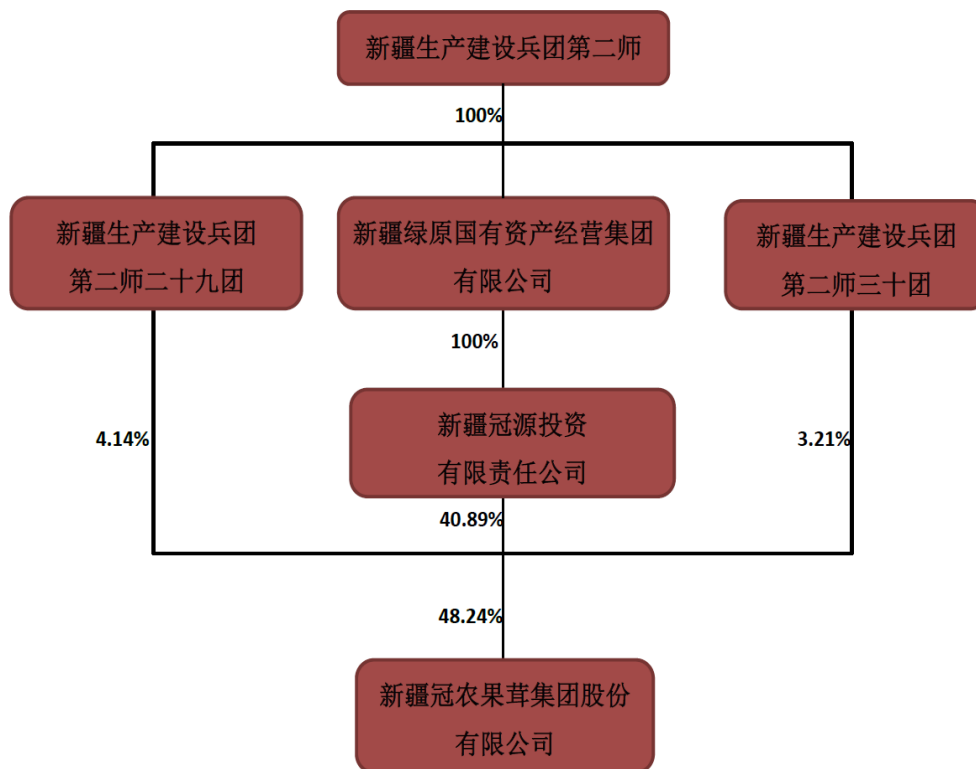 新疆生产建设兵团第二师
100%
新疆生产建设兵团
第二师二十九团
新疆绿原国有资产经营集团
有限公司
新疆生产建设兵团
第二师三十团
100%
4.14%
新疆冠源投资
有限责任公司
3.21%
40.89%
48.24%
新疆冠农果茸集团股份
有限公司